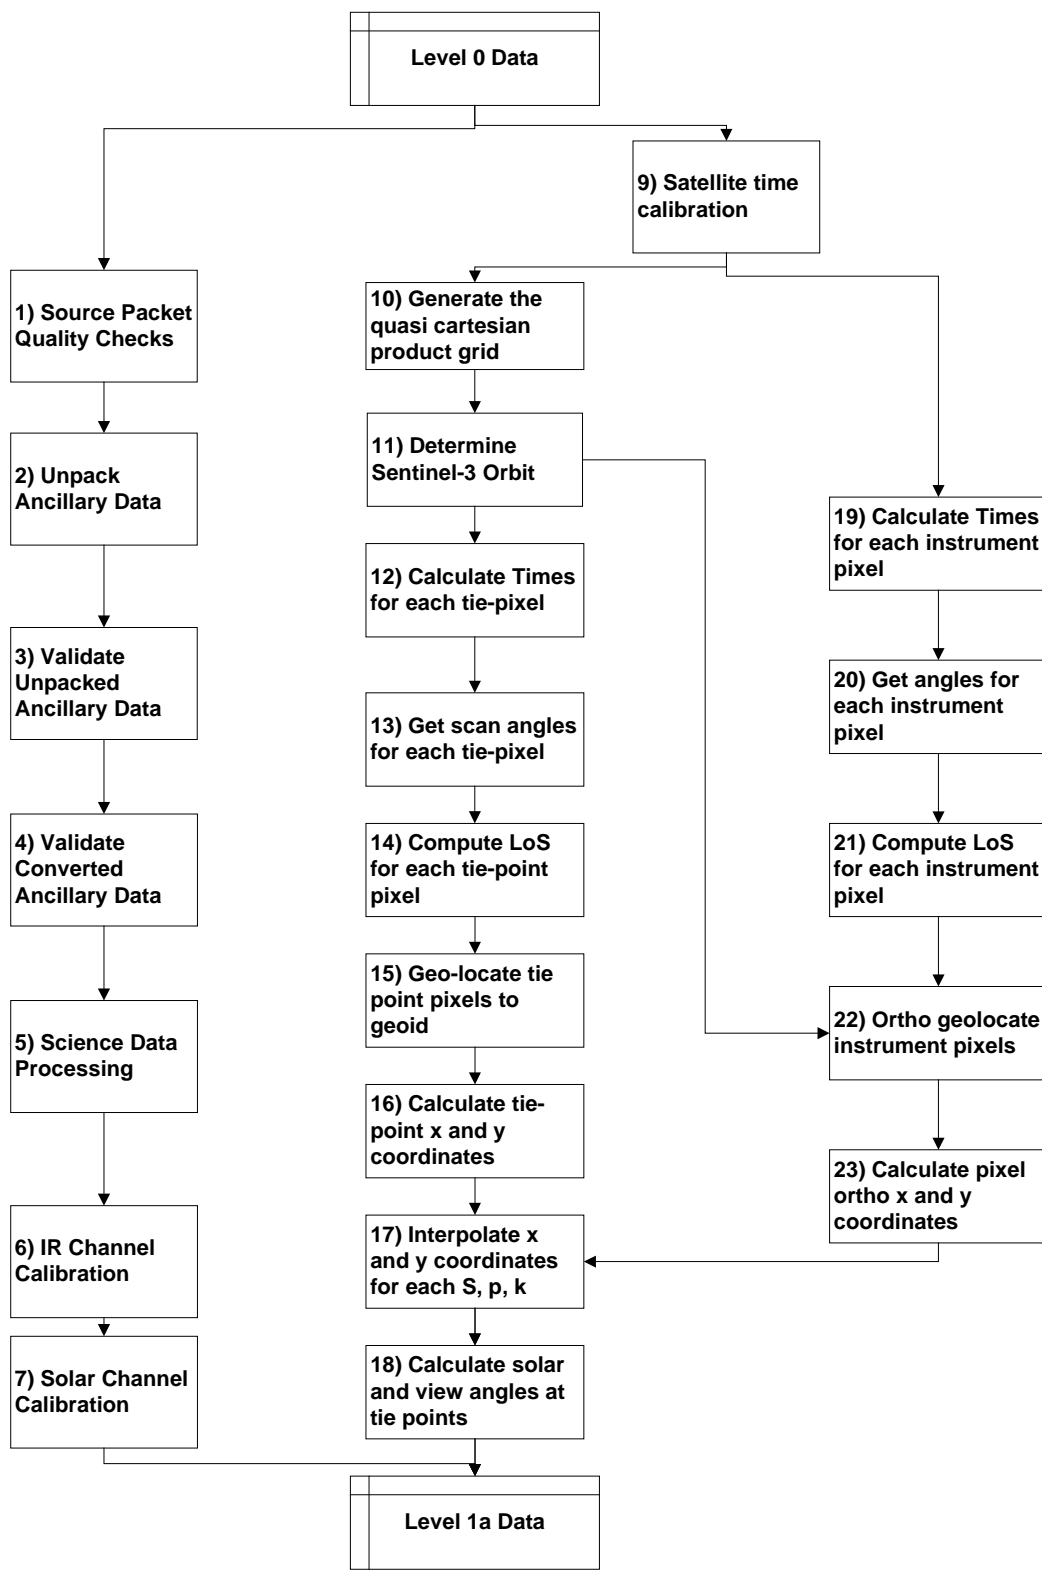 Level 0 Data
9) Satellite time
calibration
1) Source Packet
Quality Checks
2) Unpack
Ancillary Data
3) Validate
Unpacked
Ancillary Data
4) Validate
Converted
Ancillary Data
5) Science Data
Processing
6) IR Channel
Calibration
7) Solar Channel
Calibration
10) Generate the
quasi cartesian
product grid
11) Determine
Sentinel-3 Orbit
12) Calculate Times
for each tie-pixel
13) Get scan angles
for each tie-pixel
14) Compute LoS
for each tie-point
pixel
15) Geo-locate tie
point pixels to
geoid
16) Calculate tie-
point x and y
coordinates
17) Interpolate x
and y coordinates
for each S, p, k
18) Calculate solar
and view angles at
tie points
19) Calculate Times
for each instrument
pixel
20) Get angles for
each instrument
pixel
21) Compute LoS
for each instrument
pixel
22) Ortho geolocate
instrument pixels
23) Calculate pixel
ortho x and y
coordinates
Level 1a Data